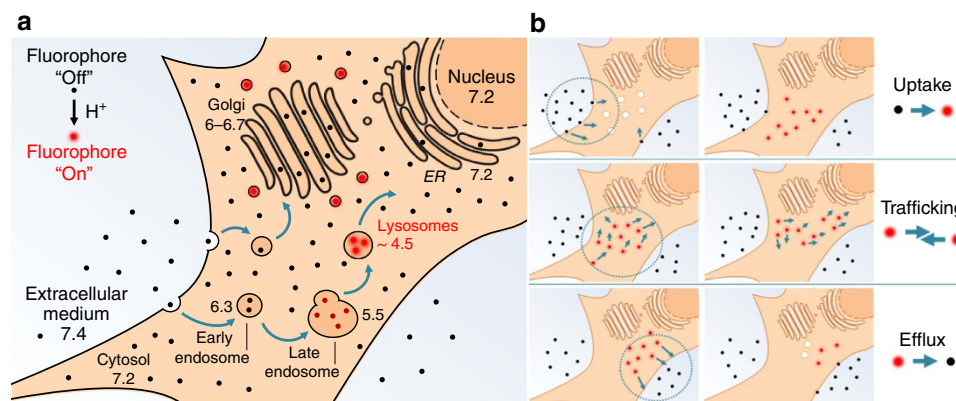 a
Fluorophore
“Off”
H⁺
Fluorophore
“On”
Golgi
6–6.7
Nucleus
7.2
ER
7.2
Lysosomes
~ 4.5
Extracellular
medium
7.4
6.3
Early
endosome
5.5
Late
endosome
Cytosol
7.2
b
Uptake
Trafficking
Efflux